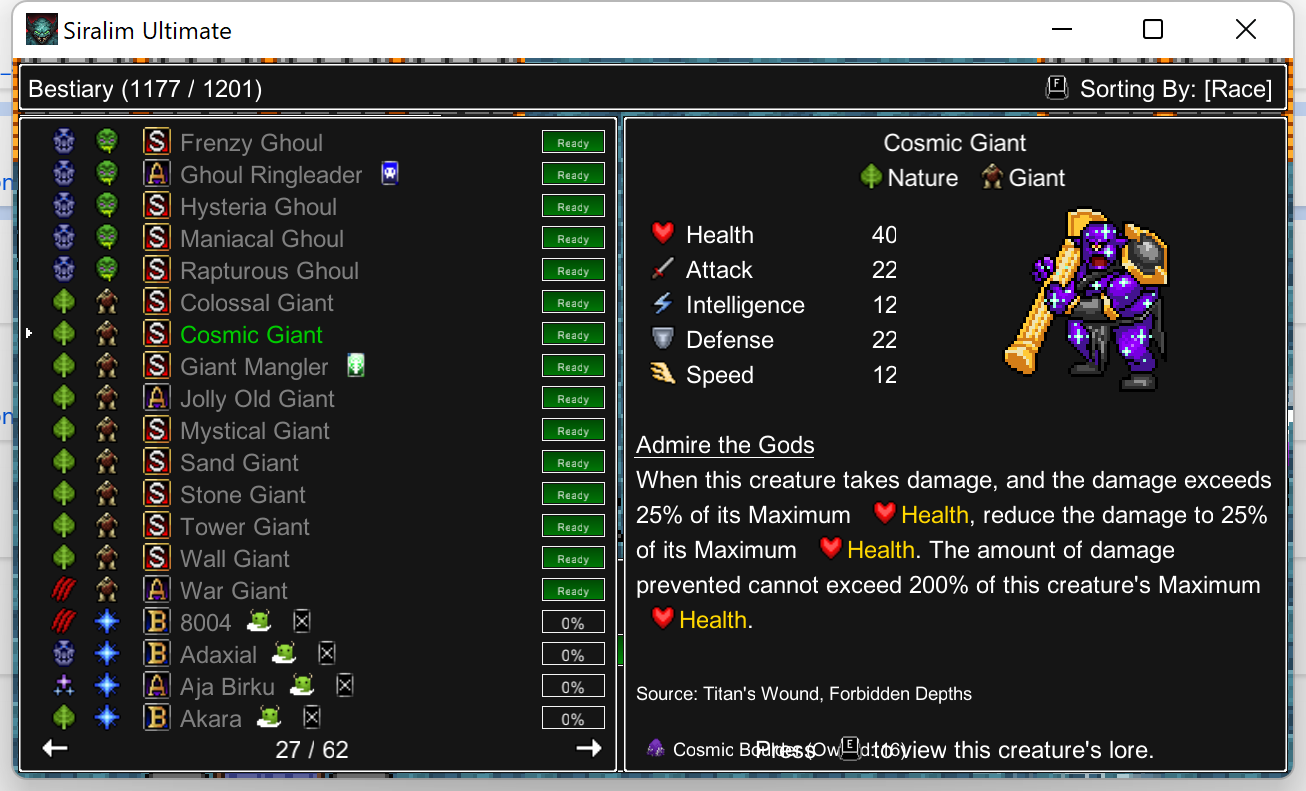 Siralim Ultimate
Bestiary (1177 / 1201)
F Sorting By: [Race]
S Frenzy Ghoul Ready
A Ghoul Ringleader Ready
S Hysteria Ghoul Ready
S Maniacal Ghoul Ready
S Rapturous Ghoul Ready
S Colossal Giant Ready
S Cosmic Giant Ready
S Giant Mangler Ready
A Jolly Old Giant Ready
S Mystical Giant Ready
S Sand Giant Ready
S Stone Giant Ready
S Tower Giant Ready
S Wall Giant Ready
A War Giant Ready
B 8004 0%
B Adaxial 0%
A Aja Birku 0%
B Akara 0%
27 / 62
Cosmic Giant
Nature Giant
Health 40
Attack 22
Intelligence 12
Defense 22
Speed 12
Admire the Gods
When this creature takes damage, and the damage exceeds
25% of its Maximum Health, reduce the damage to 25%
of its Maximum Health. The amount of damage
prevented cannot exceed 200% of this creature's Maximum
Health.
Source: Titan's Wound, Forbidden Depths
Cosmic 16)
Press E to view this creature's lore.